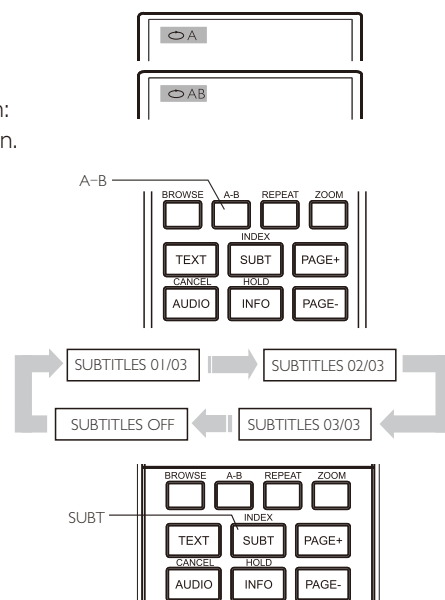 A
AB
n:
n.
A-B
BROWSE A-B REPEAT ZOOM
INDEX
TEXT SUBT PAGE+
CANCEL HOLD
AUDIO INFO PAGE-
SUBTITLES 01/03 SUBTITLES 02/03
SUBTITLES OFF SUBTITLES 03/03
BROWSE A-B REPEAT ZOOM
SUBT
INDEX
TEXT SUBT PAGE+
CANCEL HOLD
AUDIO INFO PAGE-